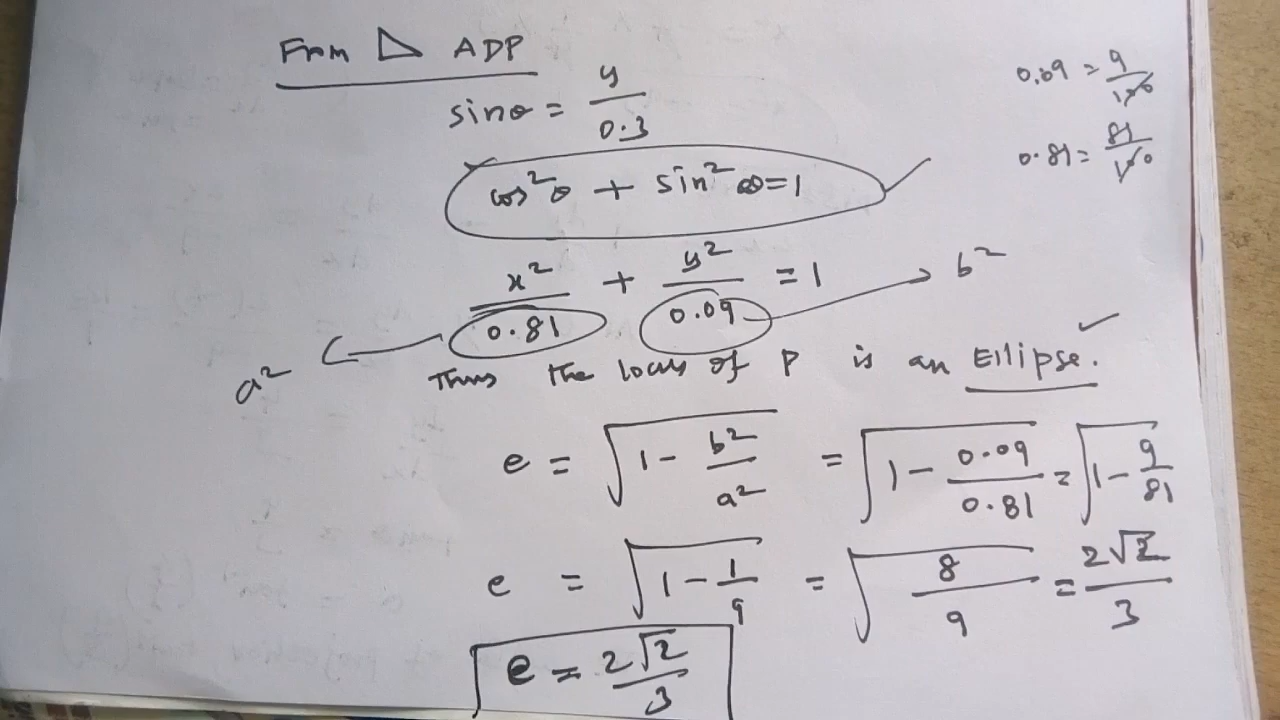 From △ ADP
sinθ = y/0.3
cos²θ + sin²θ = 1
x²/0.81 + y²/0.09 = 1
a²
b²
Thus the locus of P is an Ellipse.
e = √(1 - b²/a²) = √(1 - 0.09/0.81) = √(1 - 9/81)
e = √(1 - 1/9) = √(8/9) = 2√2/3
e = 2√2/3
0.09 = 9/100
0.81 = 81/100